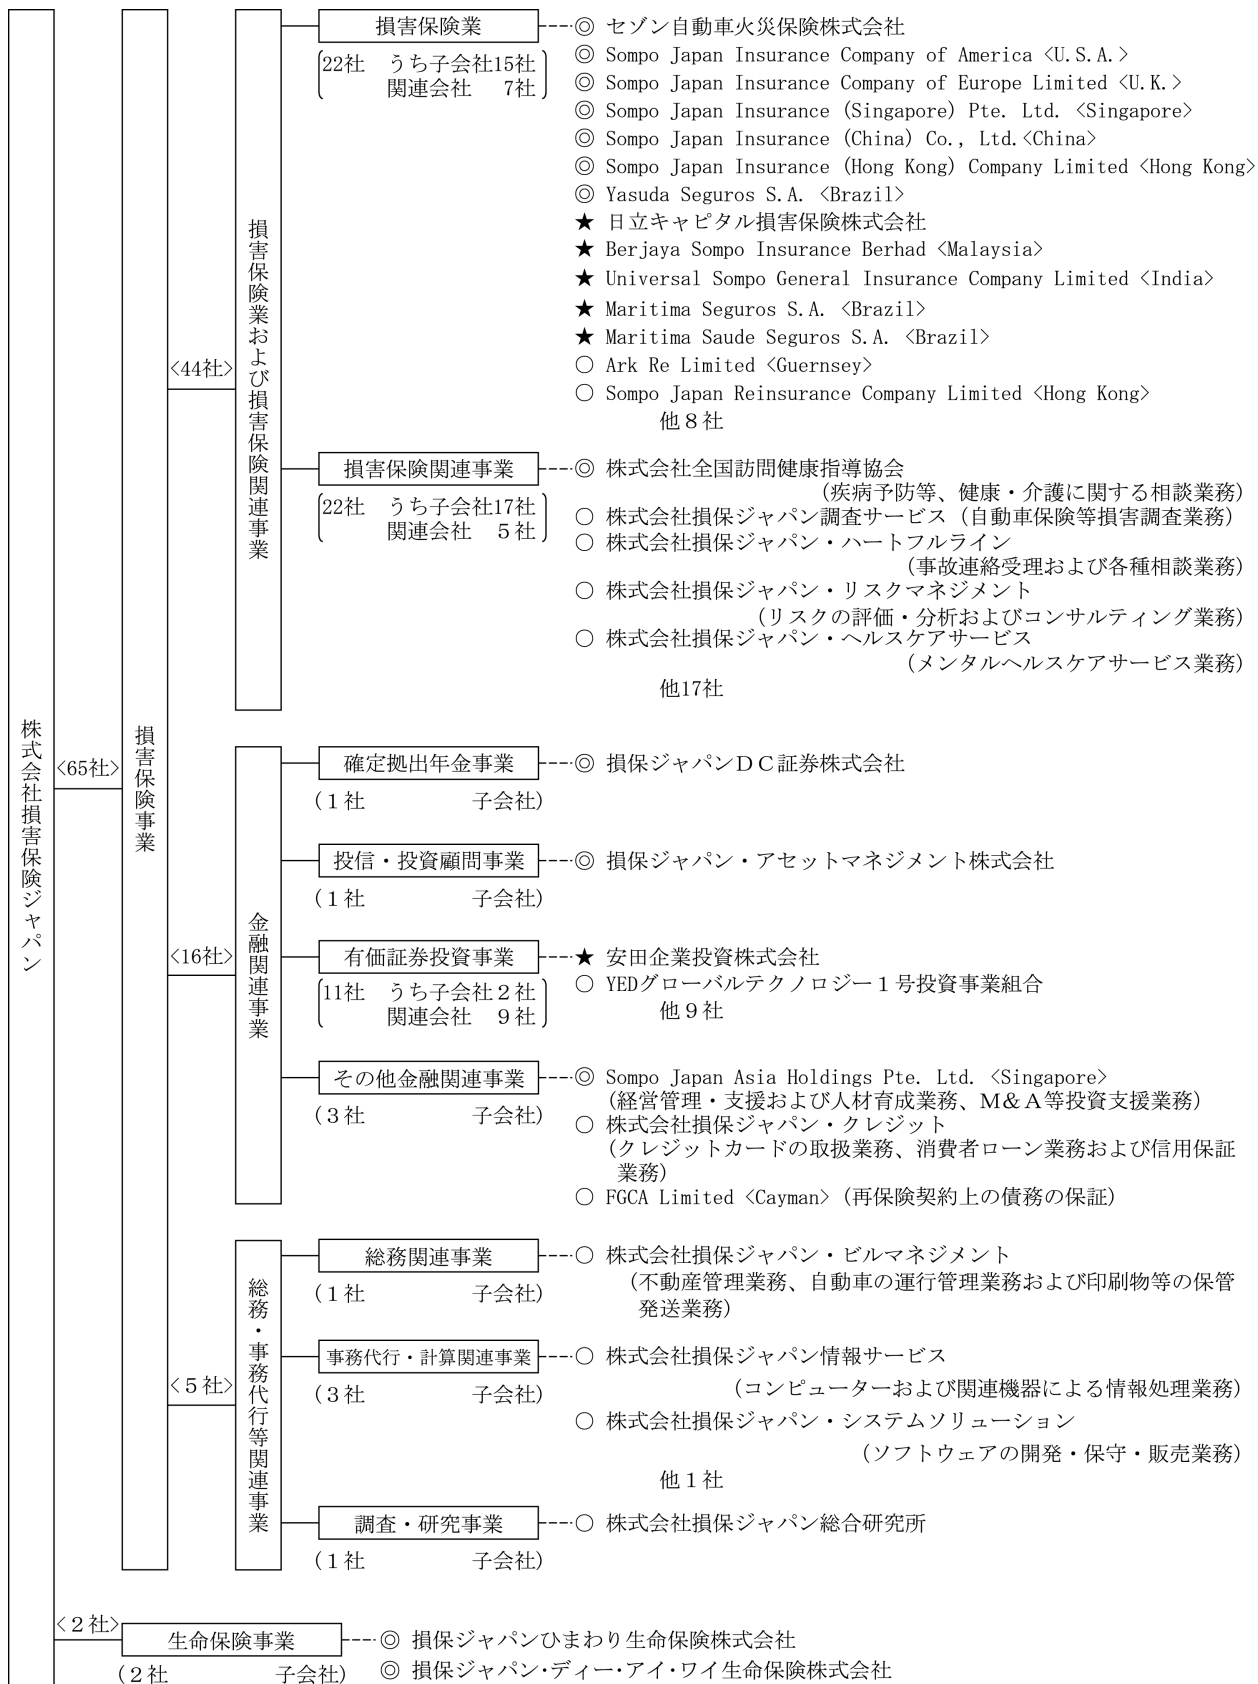 株式会社損害保険ジャパン
<65社>
損害保険事業
<44社>
損害保険業および損害保険関連事業
損害保険業
22社 うち子会社15社
関連会社 7社
◎ セゾン自動車火災保険株式会社
◎ Sompo Japan Insurance Company of America <U.S.A.>
◎ Sompo Japan Insurance Company of Europe Limited <U.K.>
◎ Sompo Japan Insurance (Singapore) Pte. Ltd. <Singapore>
◎ Sompo Japan Insurance (China) Co., Ltd.<China>
◎ Sompo Japan Insurance (Hong Kong) Company Limited <Hong Kong>
◎ Yasuda Seguros S.A. <Brazil>
★ 日立キャピタル損害保険株式会社
★ Berjaya Sompo Insurance Berhad <Malaysia>
★ Universal Sompo General Insurance Company Limited <India>
★ Maritima Seguros S.A. <Brazil>
★ Maritima Saude Seguros S.A. <Brazil>
○ Ark Re Limited <Guernsey>
○ Sompo Japan Reinsurance Company Limited <Hong Kong>
他8社
損害保険関連事業
22社 うち子会社17社
関連会社 5社
◎ 株式会社全国訪問健康指導協会
(疾病予防等、健康・介護に関する相談業務)
○ 株式会社損保ジャパン調査サービス (自動車保険等損害調査業務)
○ 株式会社損保ジャパン・ハートフルライン
(事故連絡受理および各種相談業務)
○ 株式会社損保ジャパン・リスクマネジメント
(リスクの評価・分析およびコンサルティング業務)
○ 株式会社損保ジャパン・ヘルスケアサービス
(メンタルヘルスケアサービス業務)
他17社
<16社>
金融関連事業
確定拠出年金事業
(1社 子会社)
◎ 損保ジャパンDC証券株式会社
投信・投資顧問事業
(1社 子会社)
◎ 損保ジャパン・アセットマネジメント株式会社
有価証券投資事業
11社 うち子会社2社
関連会社 9社
★ 安田企業投資株式会社
○ YEDグローバルテクノロジー1号投資事業組合
他9社
その他金融関連事業
(3社 子会社)
◎ Sompo Japan Asia Holdings Pte. Ltd. <Singapore>
(経営管理・支援および人材育成業務、M&A等投資支援業務)
○ 株式会社損保ジャパン・クレジット
(クレジットカードの取扱業務、消費者ローン業務および信用保証
業務)
○ FGCA Limited <Cayman> (再保険契約上の債務の保証)
<5社>
総務・事務代行等関連事業
総務関連事業
(1社 子会社)
○ 株式会社損保ジャパン・ビルマネジメント
(不動産管理業務、自動車の運行管理業務および印刷物等の保管
発送業務)
事務代行・計算関連事業
(3社 子会社)
○ 株式会社損保ジャパン情報サービス
(コンピューターおよび関連機器による情報処理業務)
○ 株式会社損保ジャパン・システムソリューション
(ソフトウェアの開発・保守・販売業務)
他1社
調査・研究事業
(1社 子会社)
○ 株式会社損保ジャパン総合研究所
<2社>
生命保険事業
(2社 子会社)
◎ 損保ジャパンひまわり生命保険株式会社
◎ 損保ジャパン・ディー・アイ・ワイ生命保険株式会社